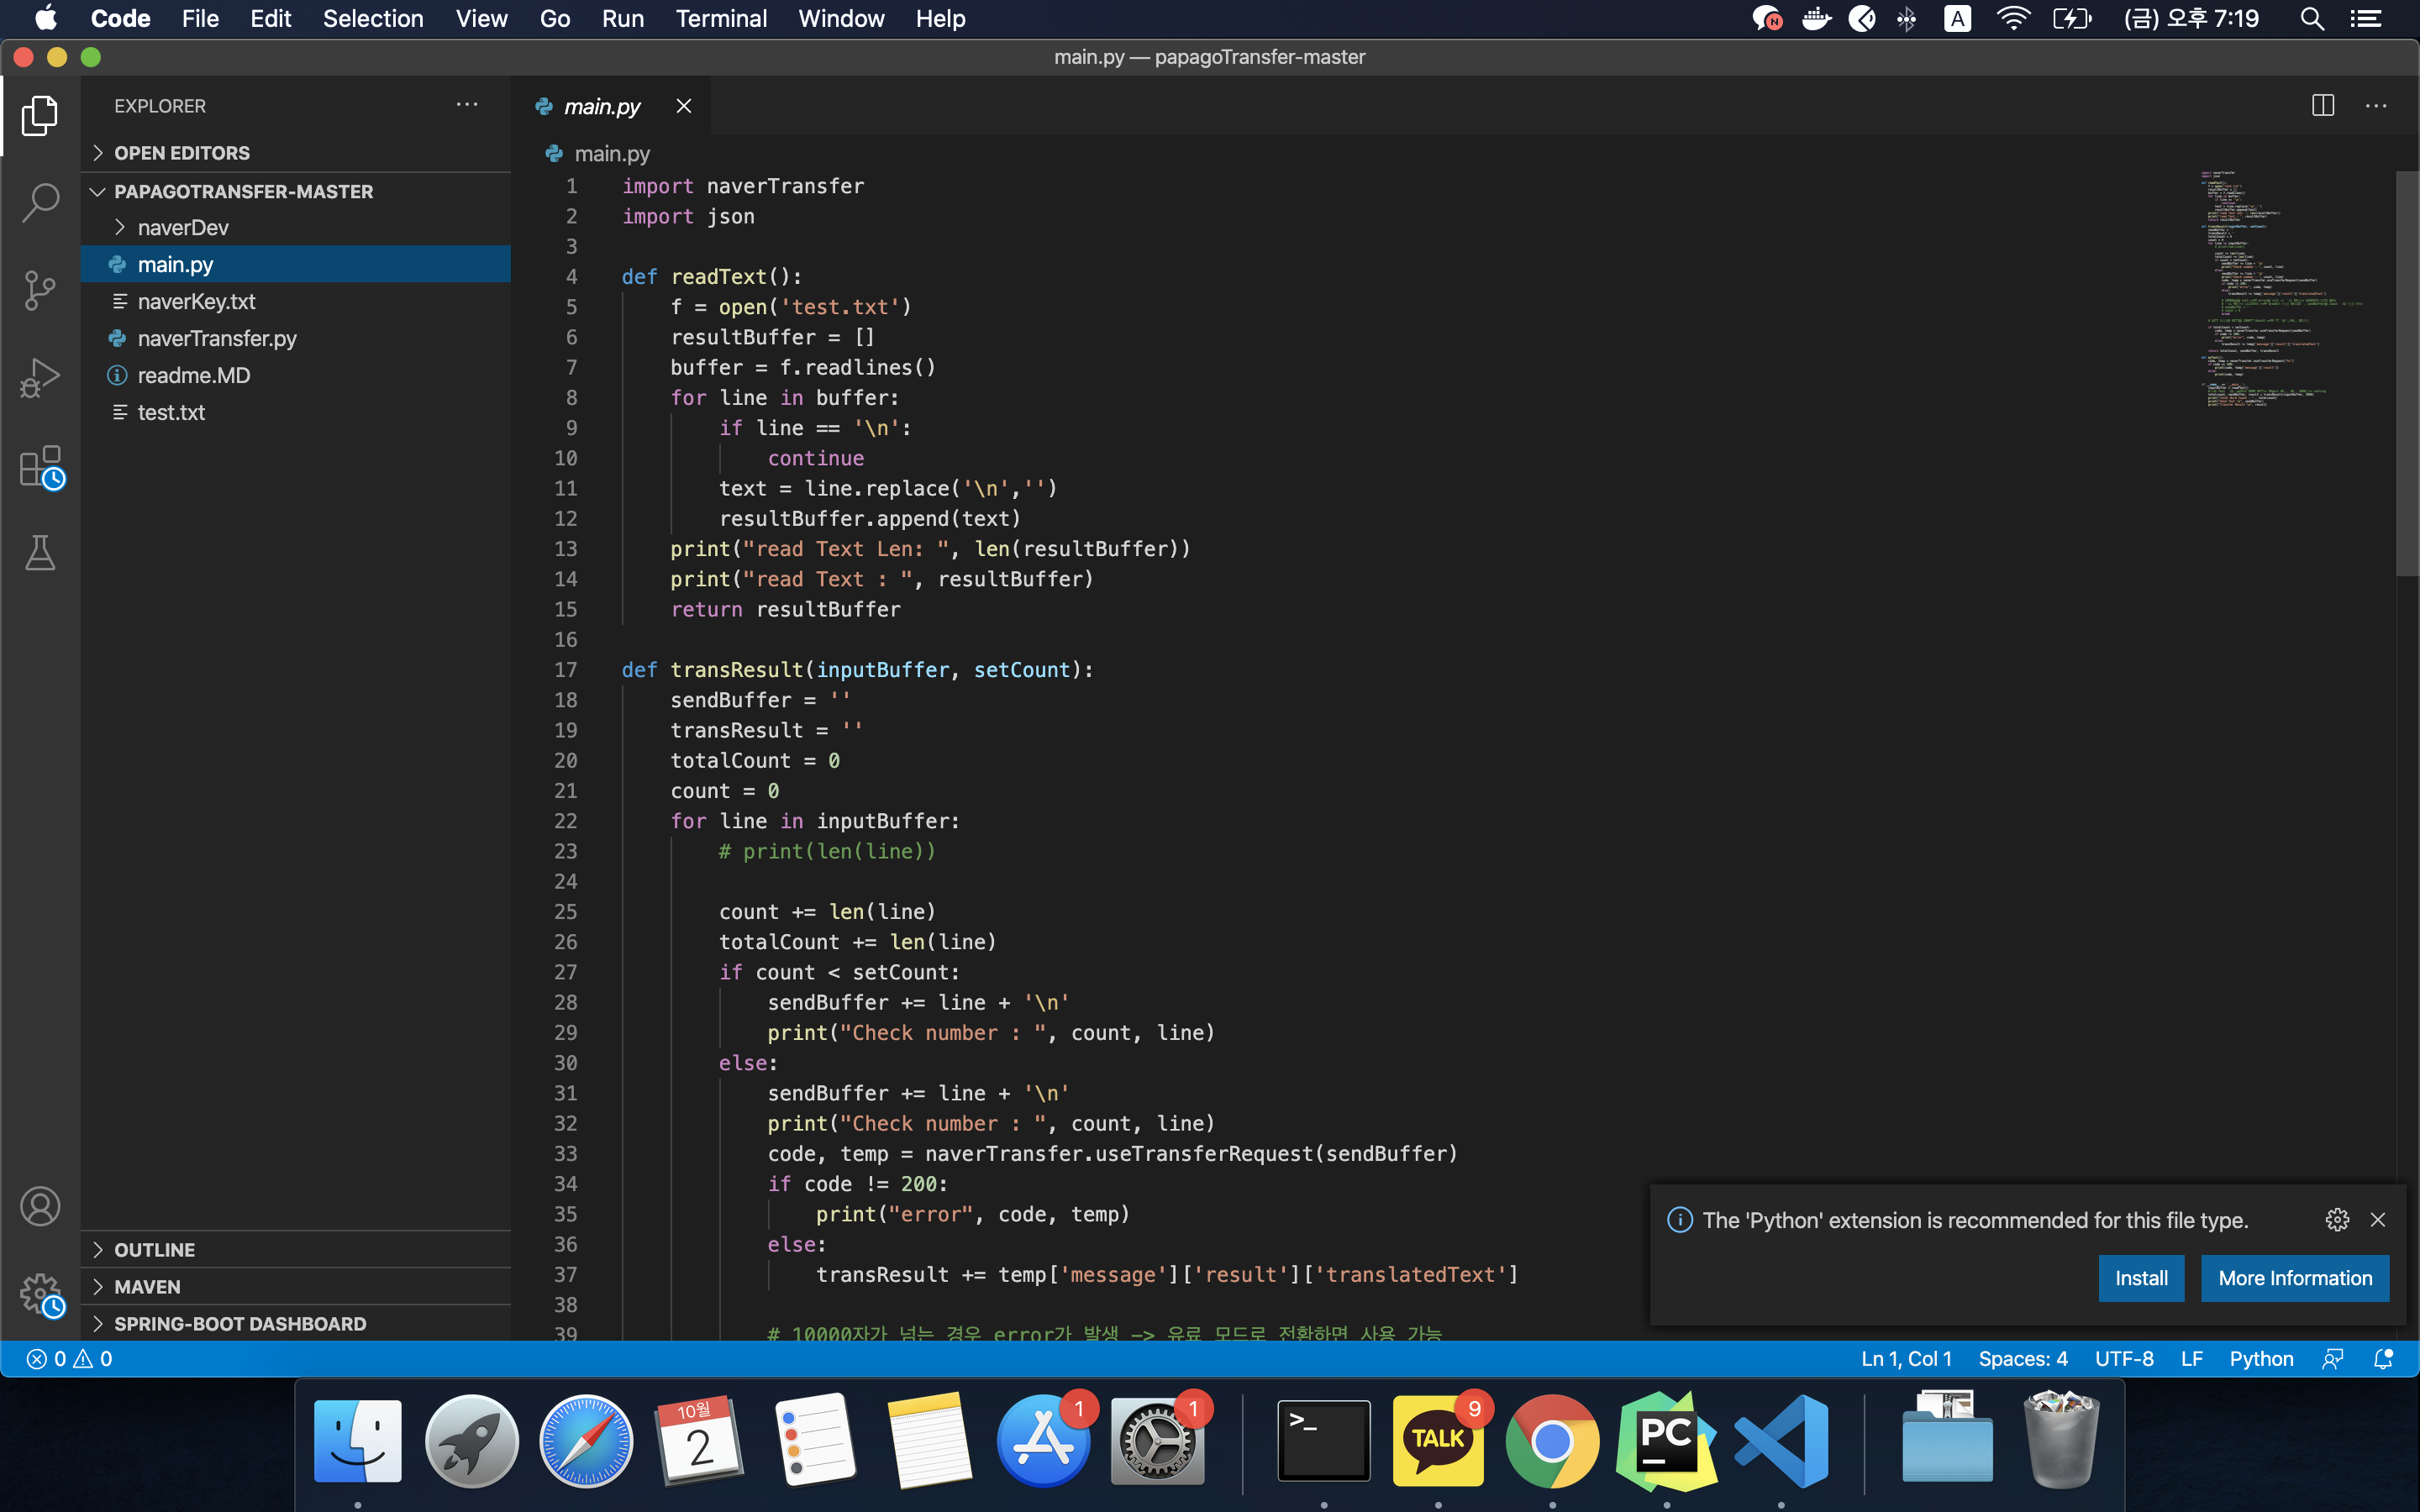 Code File Edit Selection View Go Run Terminal Window Help A (금) 오후 7:19
main.py — papagoTransfer-master
EXPLORER
OPEN EDITORS
PAPAGOTRANSFER-MASTER
naverDev
main.py
naverKey.txt
naverTransfer.py
readme.MD
test.txt
OUTLINE
MAVEN
SPRING-BOOT DASHBOARD
main.py
main.py
1 import naverTransfer
2 import json
3
4 def readText():
5     f = open('test.txt')
6     resultBuffer = []
7     buffer = f.readlines()
8     for line in buffer:
9         if line == '\n':
10             continue
11         text = line.replace('\n','')
12         resultBuffer.append(text)
13     print("read Text Len: ", len(resultBuffer))
14     print("read Text : ", resultBuffer)
15     return resultBuffer
16
17 def transResult(inputBuffer, setCount):
18     sendBuffer = ''
19     transResult = ''
20     totalCount = 0
21     count = 0
22     for line in inputBuffer:
23         # print(len(line))
24
25         count += len(line)
26         totalCount += len(line)
27         if count < setCount:
28             sendBuffer += line + '\n'
29             print("Check number : ", count, line)
30         else:
31             sendBuffer += line + '\n'
32             print("Check number : ", count, line)
33             code, temp = naverTransfer.useTransferRequest(sendBuffer)
34             if code != 200:
35                 print("error", code, temp)
36             else:
37                 transResult += temp['message']['result']['translatedText']
38
39             # 10000자가 넘는 경우 error가 발생 -> 유료 모드로 전환하면 사용 가능
The 'Python' extension is recommended for this file type.
Install More Information
0 0 Ln 1, Col 1 Spaces: 4 UTF-8 LF Python
10월
2
1
1
>_
TALK
9
PC